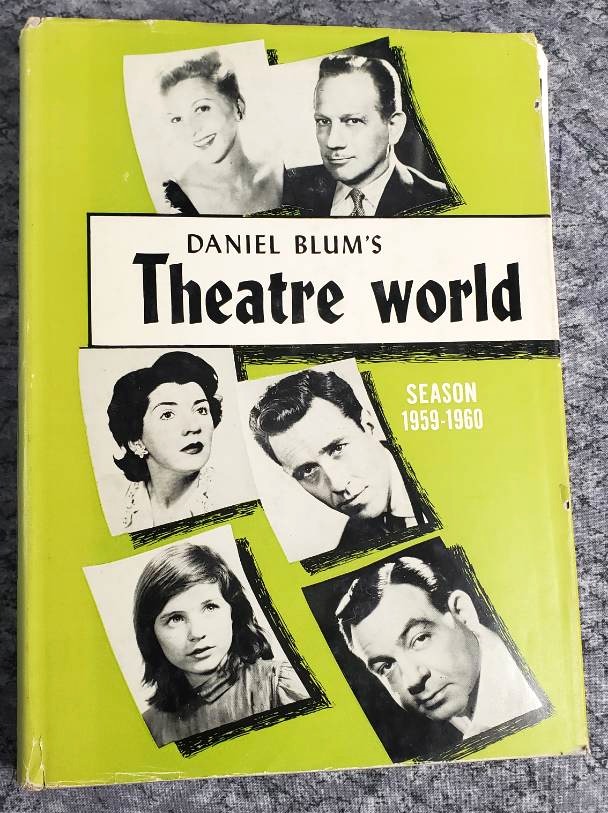 DANIEL BLUM'S
Theatre world
SEASON
1959-1960